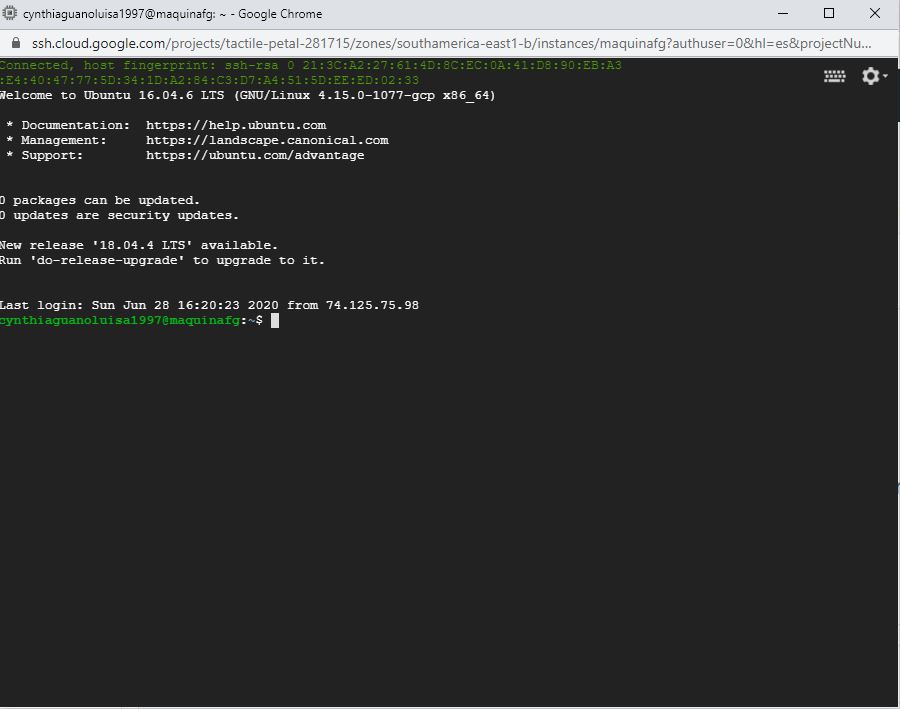 cynthiaguanoluisa1997@maquinafg: ~ - Google Chrome
ssh.cloud.google.com/projects/tactile-petal-281715/zones/southamerica-east1-b/instances/maquinafg?authuser=0&hl=es&projectNu...
Connected, host fingerprint: ssh-rsa 0 21:3C:A2:27:61:4D:8C:EC:0A:41:D8:90:EB:A3
:E4:40:47:77:5D:34:1D:A2:84:C3:D7:A4:51:5D:EE:ED:02:33
Welcome to Ubuntu 16.04.6 LTS (GNU/Linux 4.15.0-1077-gcp x86_64)
* Documentation:  https://help.ubuntu.com
* Management:     https://landscape.canonical.com
* Support:        https://ubuntu.com/advantage
0 packages can be updated.
0 updates are security updates.
New release '18.04.4 LTS' available.
Run 'do-release-upgrade' to upgrade to it.
Last login: Sun Jun 28 16:20:23 2020 from 74.125.75.98
cynthiaguanoluisa1997@maquinafg:~$